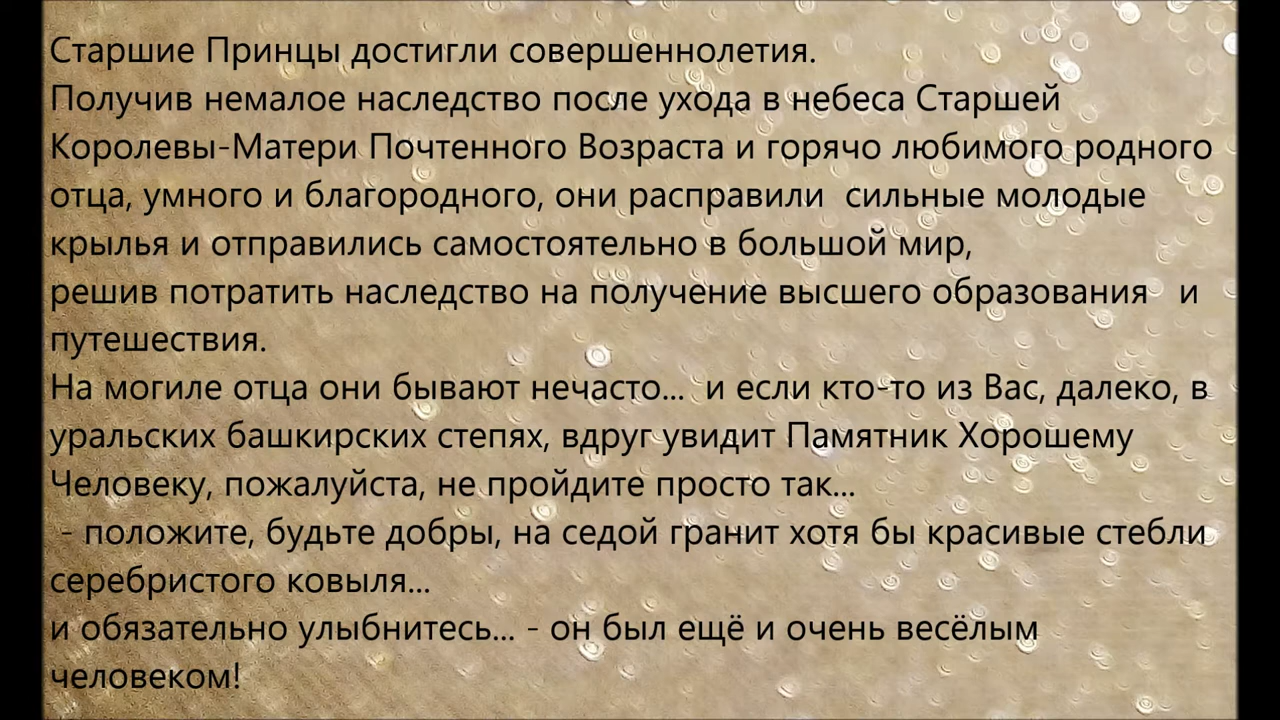 Старшие Принцы достигли совершеннолетия.
Получив немалое наследство после ухода в небеса Старшей
Королевы-Матери Почтенного Возраста и горячо любимого родного
отца, умного и благородного, они расправили  сильные молодые
крылья и отправились самостоятельно в большой мир,
решив потратить наследство на получение высшего образования   и
путешествия.
На могиле отца они бывают нечасто...  и если кто-то из Вас, далеко, в
уральских башкирских степях, вдруг увидит Памятник Хорошему
Человеку, пожалуйста, не пройдите просто так...
 - положите, будьте добры, на седой гранит хотя бы красивые стебли
серебристого ковыля...
и обязательно улыбнитесь... - он был ещё и очень весёлым
человеком!